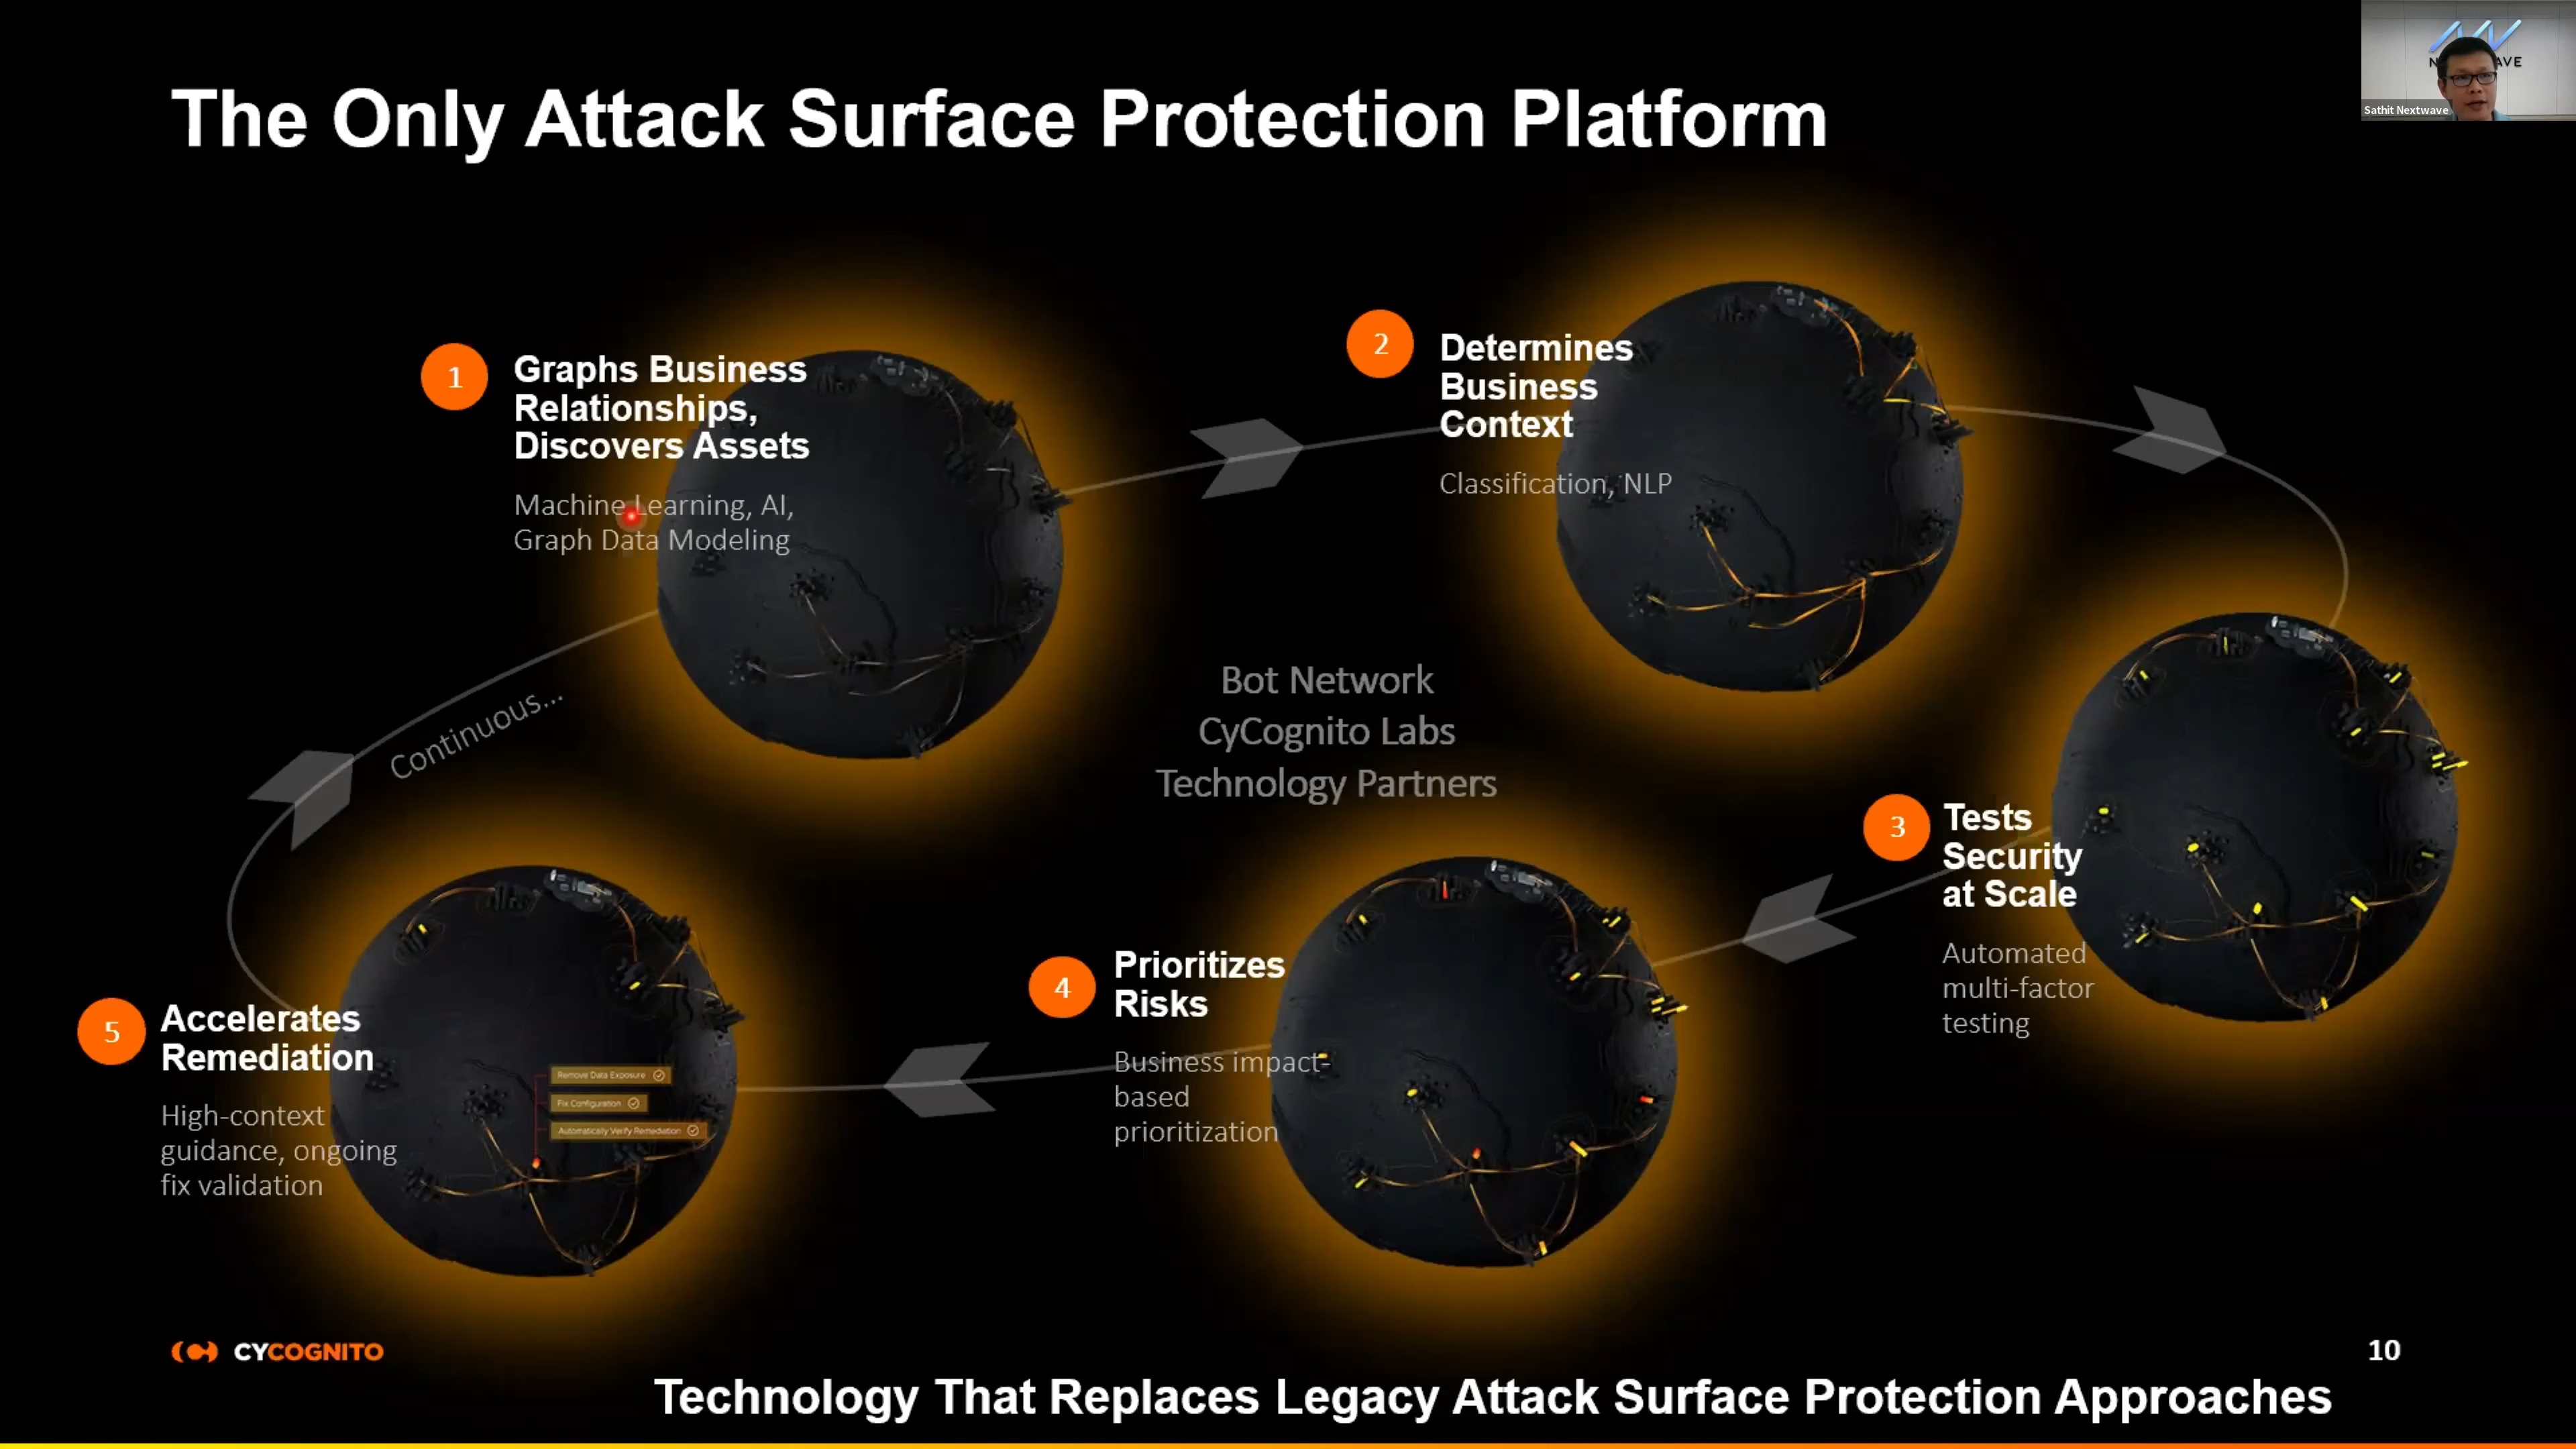 The Only Attack Surface Protection Platform
Sathit Nextwave
1
Graphs Business
Relationships,
Discovers Assets
Machine Learning, AI,
Graph Data Modeling
2
Determines
Business
Context
Classification, NLP
Continuous...
Bot Network
CyCognito Labs
Technology Partners
3
Tests
Security
at Scale
Automated
multi-factor
testing
4
Prioritizes
Risks
Business impact-
based
prioritization
5
Accelerates
Remediation
High-context
guidance, ongoing
fix validation
Remove Data Exposure
Fix Configuration
Automatically Verify Remediation
CYCOGNITO
10
Technology That Replaces Legacy Attack Surface Protection Approaches